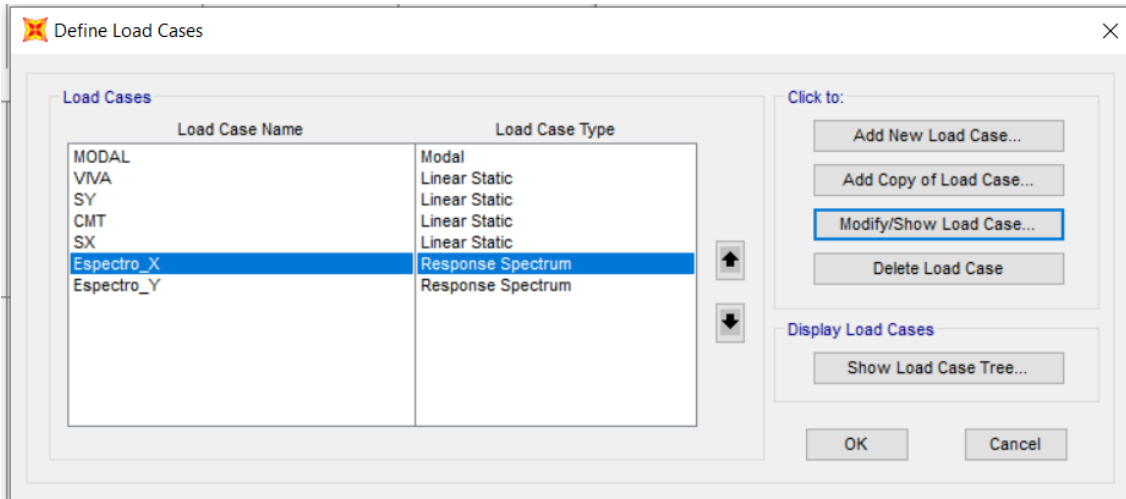 Define Load Cases
Load Cases
Click to:
Load Case Name Load Case Type
Add New Load Case...
MODAL Modal
VIVA Linear Static
Add Copy of Load Case...
SY Linear Static
CMT Linear Static
Modify/Show Load Case...
SX Linear Static
Espectro_X Response Spectrum
Delete Load Case
Espectro_Y Response Spectrum
Display Load Cases
Show Load Case Tree...
OK Cancel